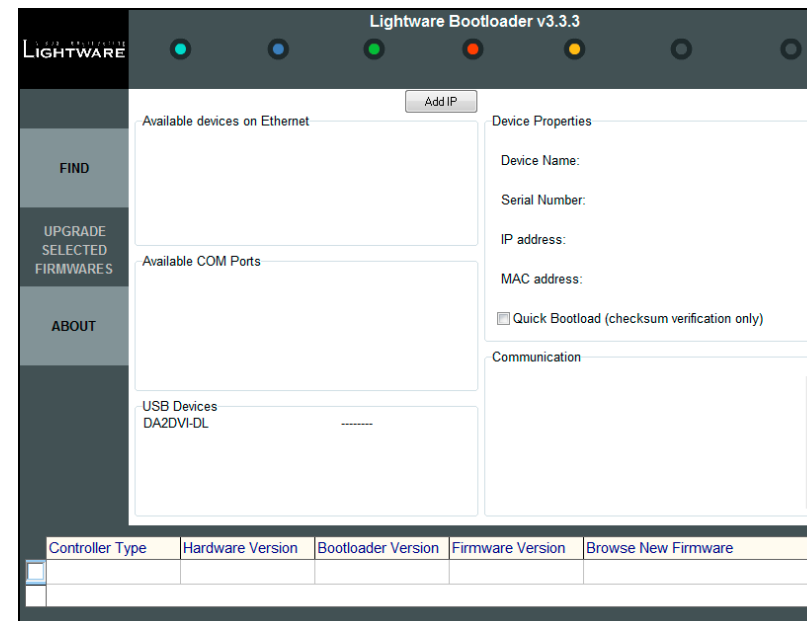 Lightware Bootloader v3.3.3
LIGHTWARE
Add IP
Available devices on Ethernet
Device Properties
Device Name:
FIND
Serial Number:
UPGRADE
SELECTED
FIRMWARES
IP address:
Available COM Ports
MAC address:
ABOUT
Quick Bootload (checksum verification only)
Communication
USB Devices
DA2DVI-DL --------
Controller Type Hardware Version Bootloader Version Firmware Version Browse New Firmware